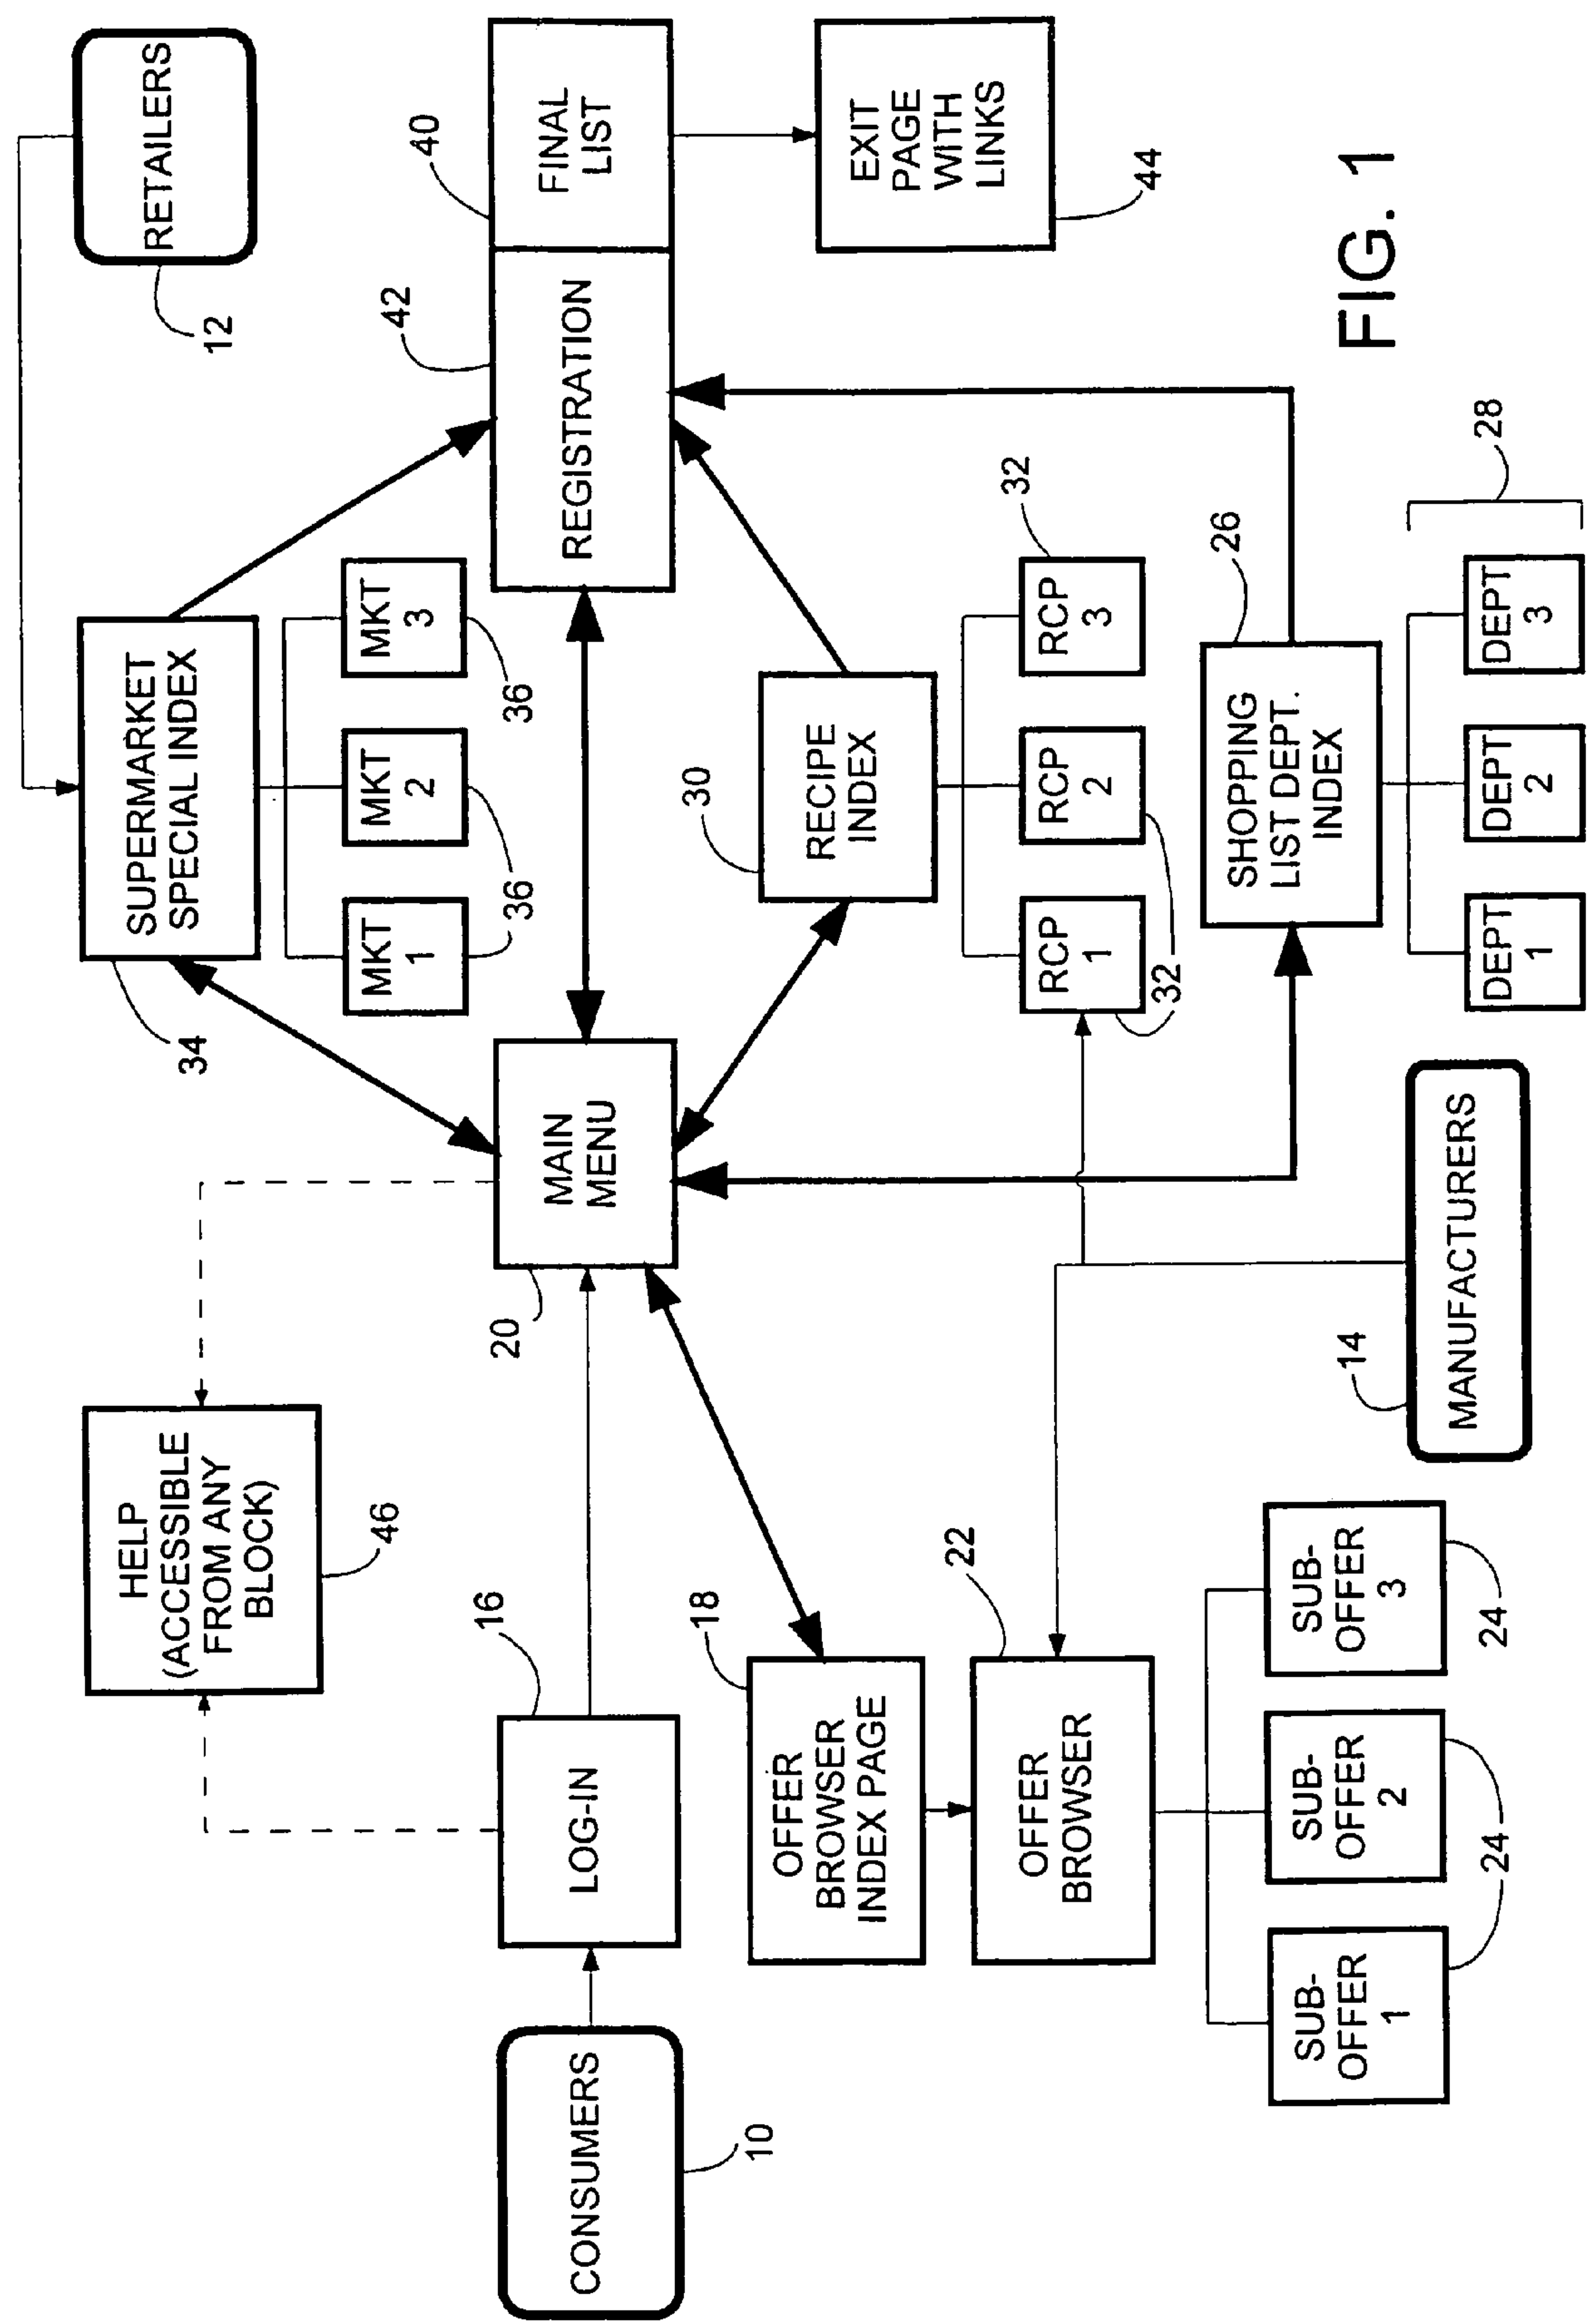 HELP
(ACCESSIBLE
FROM ANY
BLOCK)
46
SUPERMARKET
SPECIAL INDEX
34
RETAILERS
12
MKT
1
MKT
2
MKT
3
36
36
CONSUMERS
10
LOG-IN
16
MAIN
MENU
20
REGISTRATION
42
FINAL
LIST
40
OFFER
BROWSER
INDEX PAGE
18
RECIPE
INDEX
30
EXIT
PAGE
WITH
LINKS
44
OFFER
BROWSER
22
RCP
1
RCP
2
RCP
3
32
32
SUB-
OFFER
1
SUB-
OFFER
2
SUB-
OFFER
3
24
24
MANUFACTURERS
14
SHOPPING
LIST DEPT.
INDEX
26
DEPT
1
DEPT
2
DEPT
3
28
FIG. 1